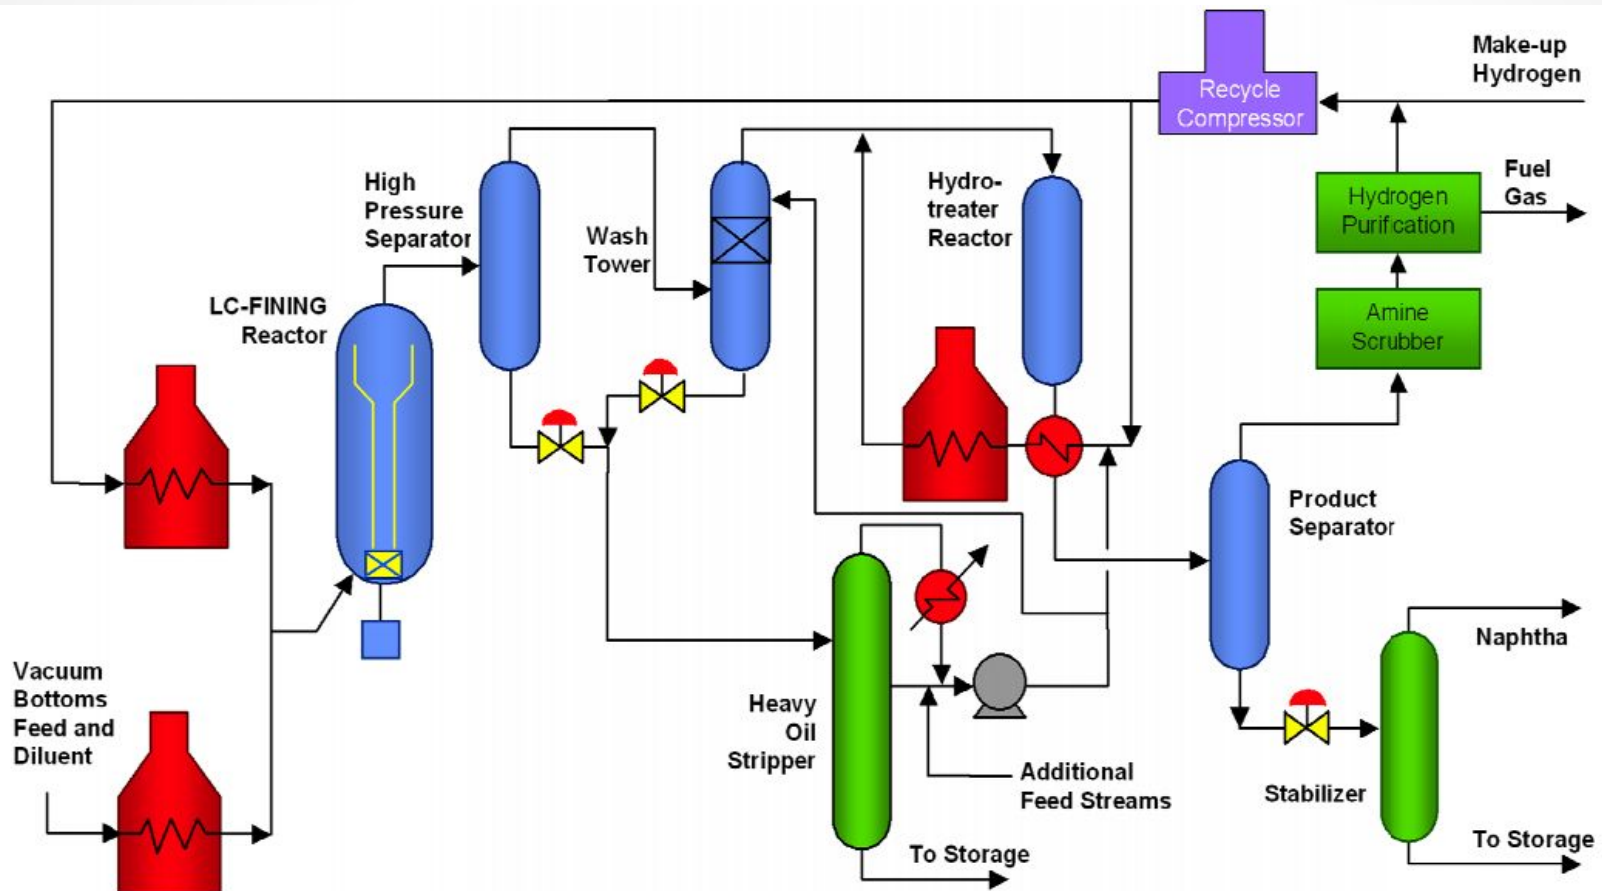 Make-up
Hydrogen
Recycle
Compressor
High
Pressure
Separator
Hydro-
treater
Reactor
Fuel
Gas
Hydrogen
Purification
Wash
Tower
LC-FINING
Reactor
Amine
Scrubber
Product
Separator
Vacuum
Bottoms
Feed and
Diluent
Heavy
Oil
Stripper
Naphtha
Additional
Feed Streams
Stabilizer
To Storage
To Storage